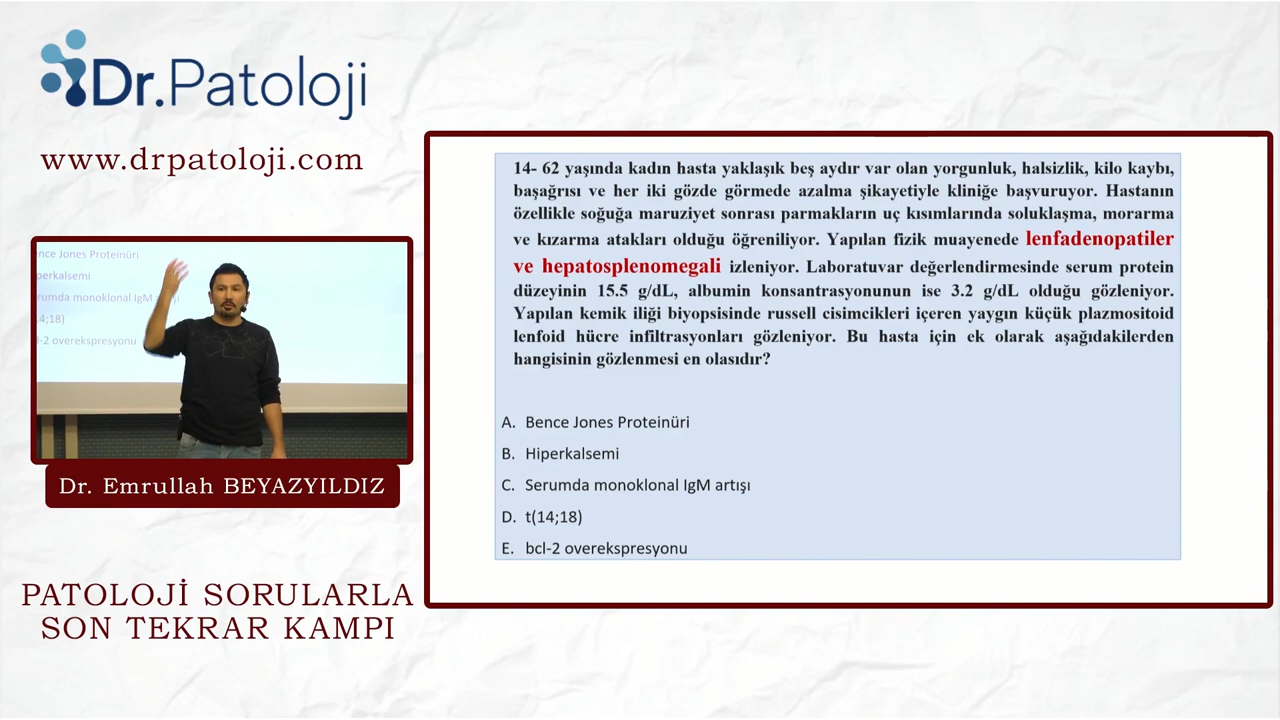 Dr.Patoloji
www.drpatoloji.com
nce Jones Proteinüri
perkalsemi
rumda monoklonal IgM
4;18)
l-2 overekspresyonu
Dr. Emrullah BEYAZYILDIZ
PATOLOJİ SORULARLA
SON TEKRAR KAMPI
14- 62 yaşında kadın hasta yaklaşık beş aydır var olan yorgunluk, halsizlik, kilo kaybı,
başağrısı ve her iki gözde görmede azalma şikayetiyle kliniğe başvuruyor. Hastanın
özellikle soğuğa maruziyet sonrası parmakların uç kısımlarında soluklaşma, morarma
ve kızarma atakları olduğu öğreniliyor. Yapılan fizik muayenede lenfadenopatiler
ve hepatosplenomegali izleniyor. Laboratuvar değerlendirmesinde serum protein
düzeyinin 15.5 g/dL, albumin konsantrasyonunun ise 3.2 g/dL olduğu gözleniyor.
Yapılan kemik iliği biyopsisinde russell cisimcikleri içeren yaygın küçük plazmositoid
lenfoid hücre infiltrasyonları gözleniyor. Bu hasta için ek olarak aşağıdakilerden
hangisinin gözlenmesi en olasıdır?
A. Bence Jones Proteinüri
B. Hiperkalsemi
C. Serumda monoklonal IgM artışı
D. t(14;18)
E. bcl-2 overekspresyonu